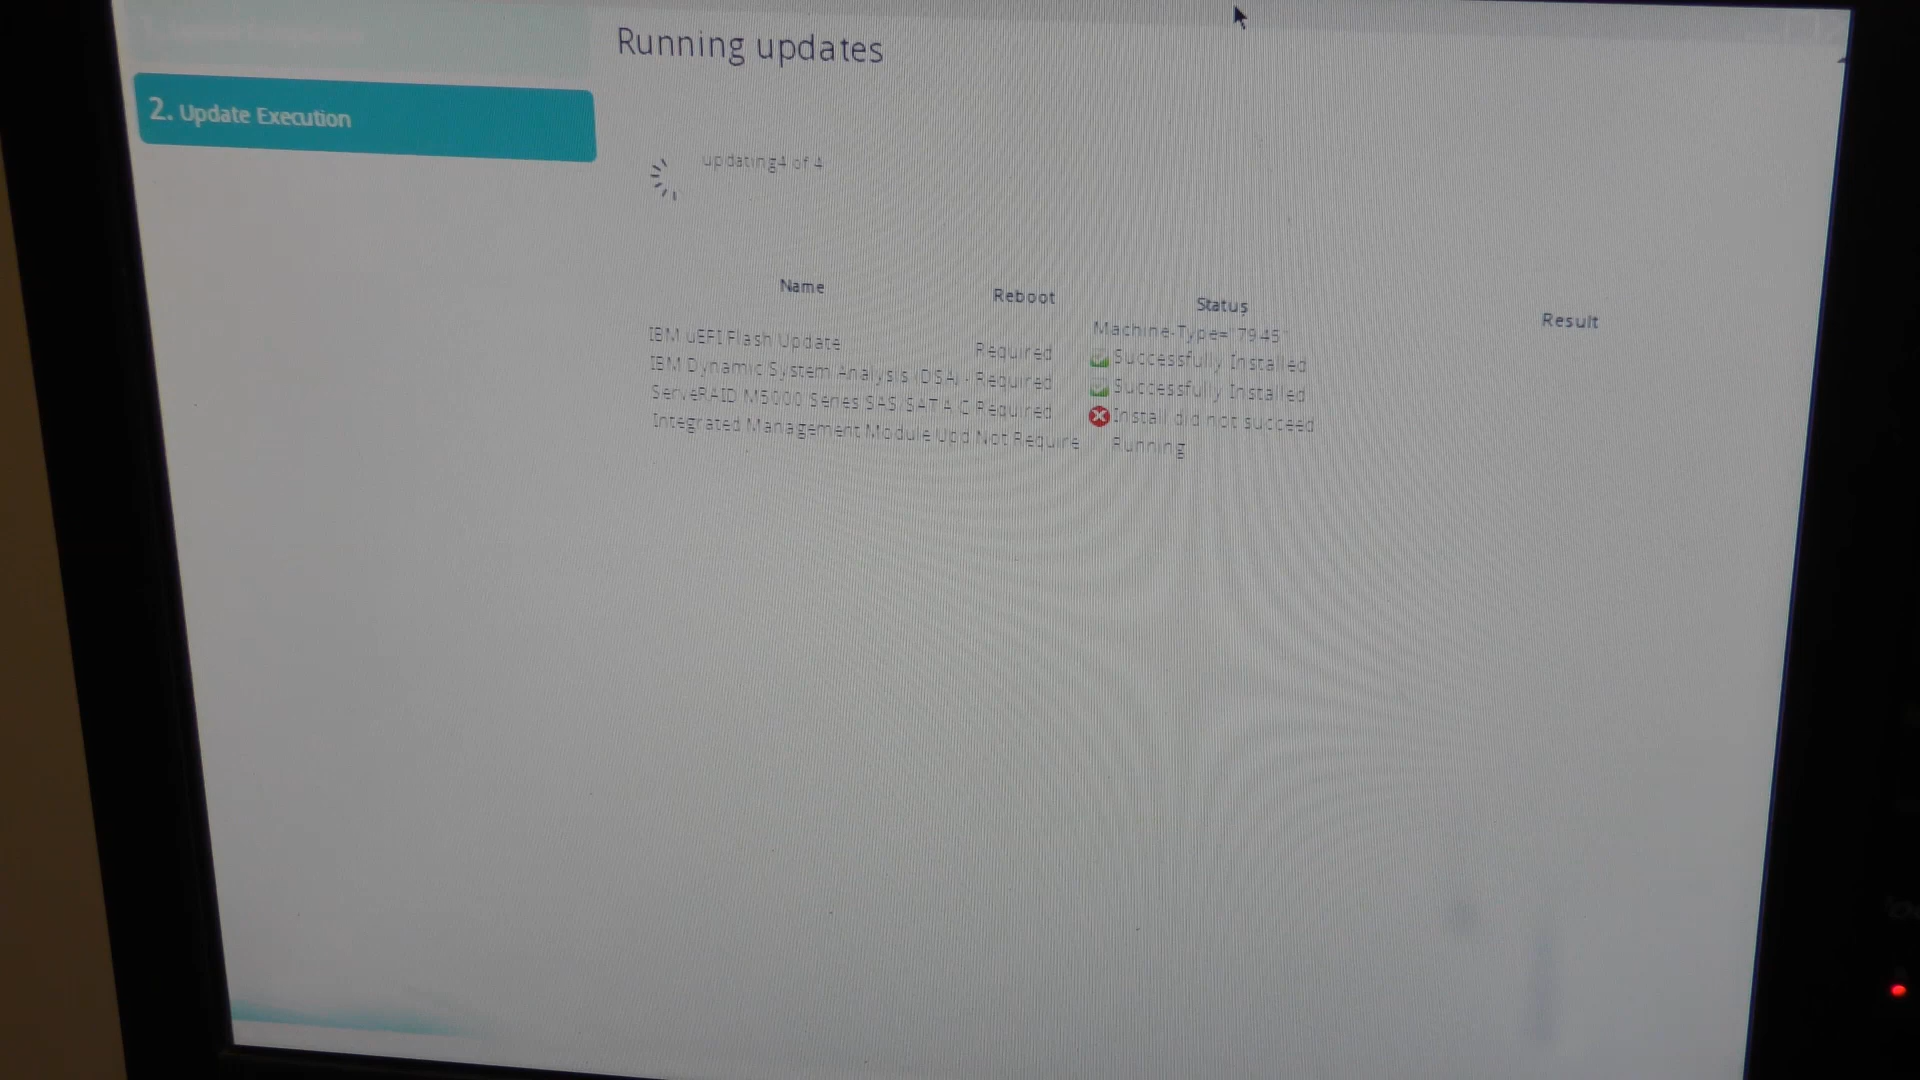 Running updates
2. Update Execution
updating4 of 4
Name Reboot Status Result
Machine-Type="7945"
IBM uEFI Flash Update Required Successfully Installed
IBM Dynamic System Analysis (DSA) - Required Successfully Installed
ServeRAID M5000 Series SAS/SATA C Required Install did not succeed
Integrated Management Module Upd Not Require Running